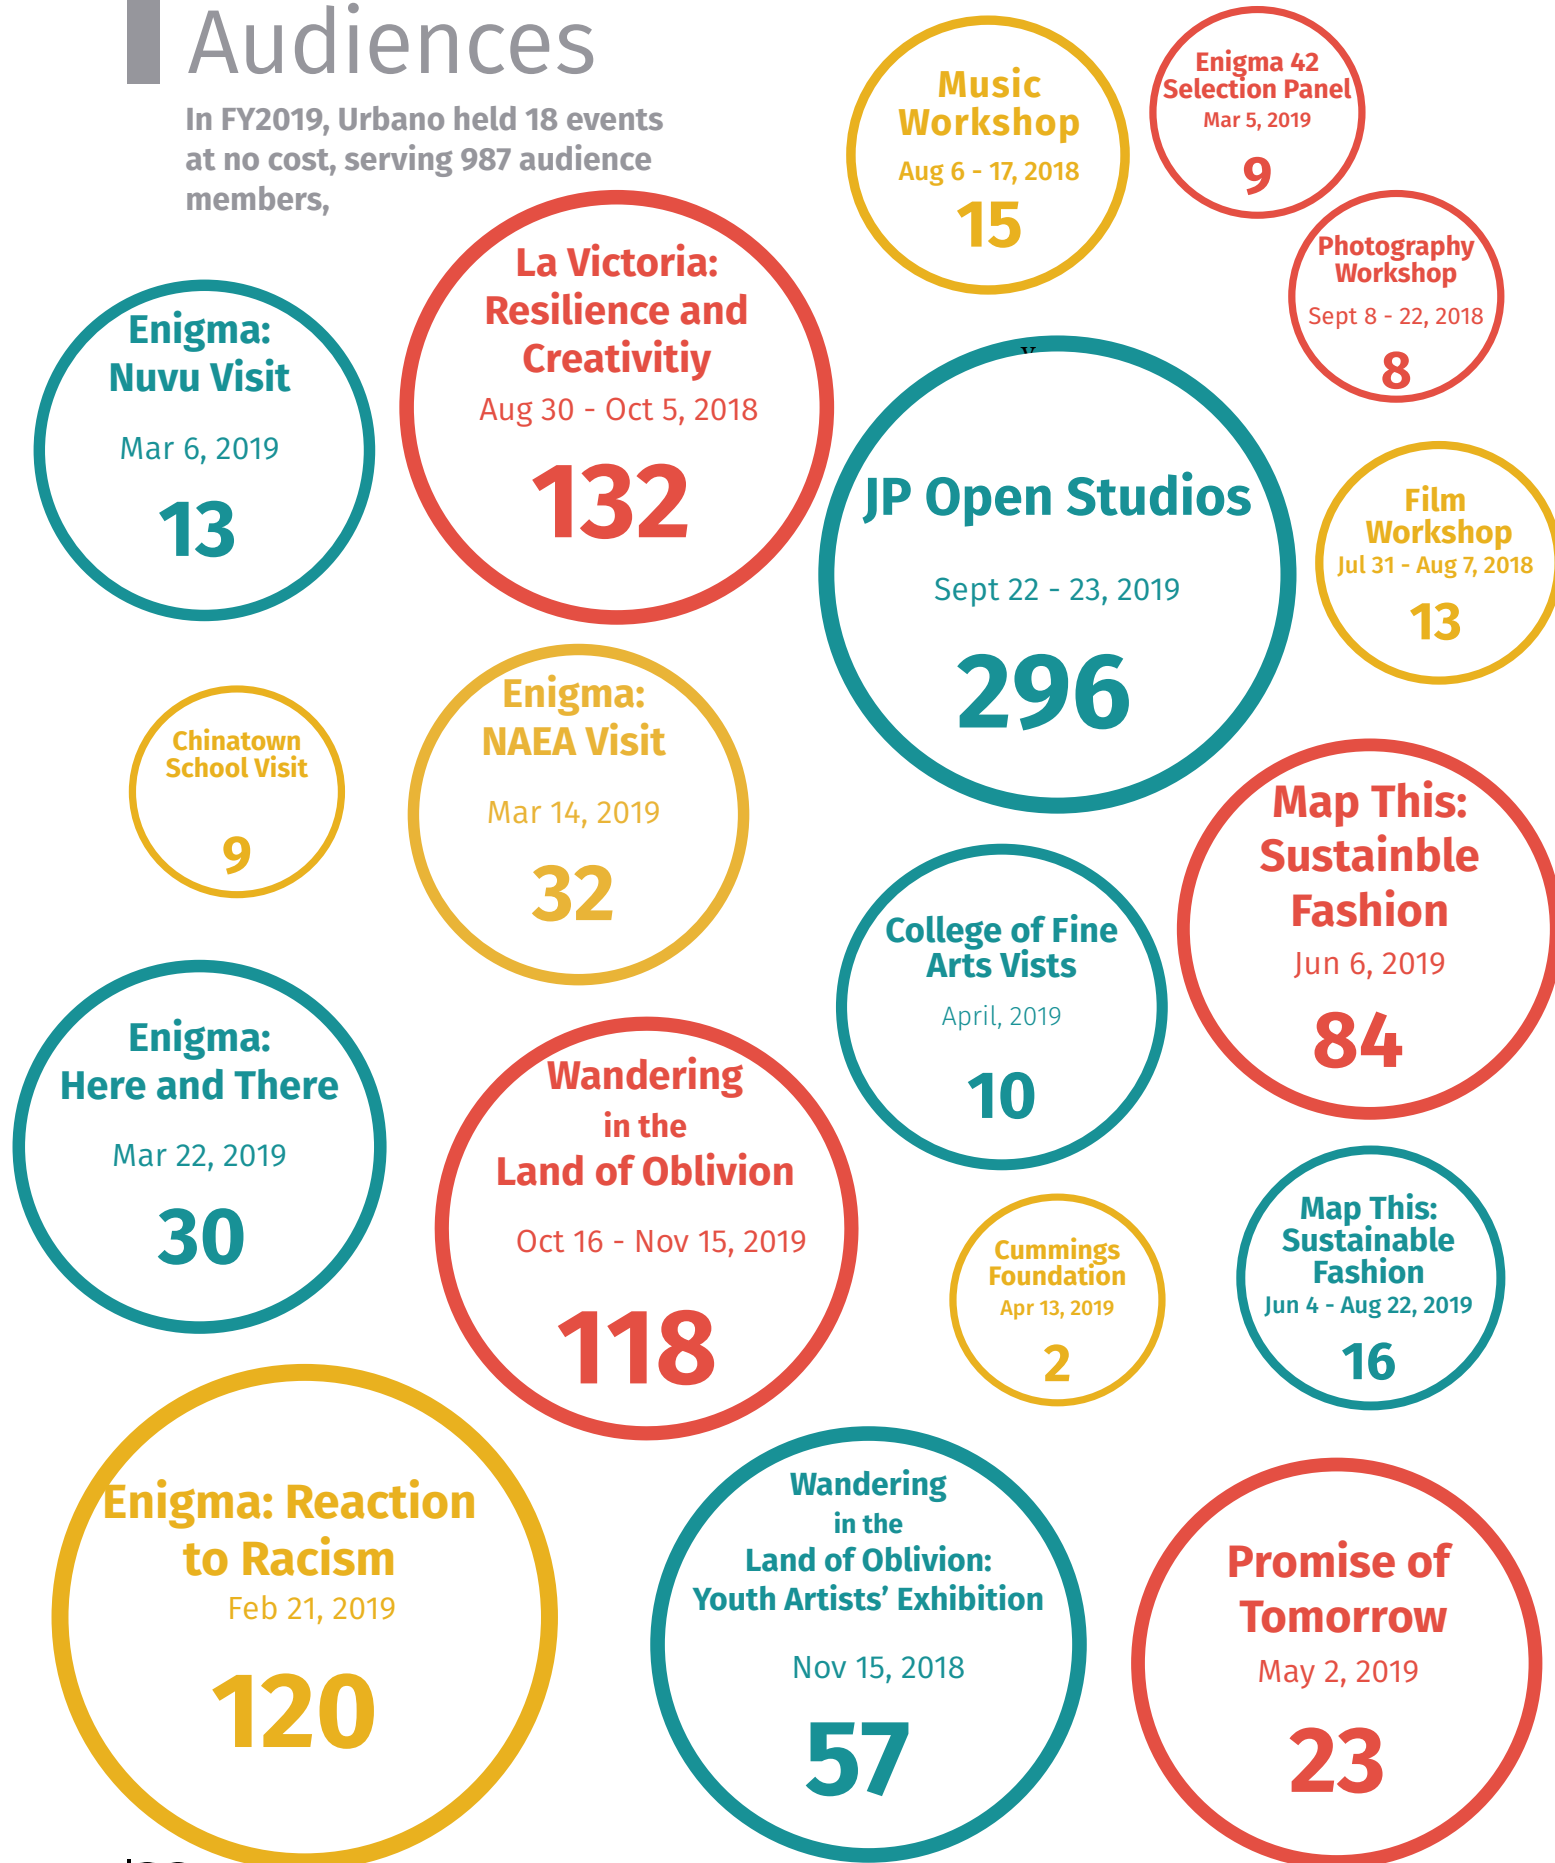 Audiences
In FY2019, Urbano held 18 events
at no cost, serving 987 audience
members,
Music
Workshop
Aug 6 - 17, 2018
15
Enigma 42
Selection Panel
Mar 5, 2019
9
Photography
Workshop
Sept 8 - 22, 2018
8
La Victoria:
Resilience and
Creativitiy
Aug 30 - Oct 5, 2018
132
Enigma:
Nuvu Visit
Mar 6, 2019
13
JP Open Studios
Sept 22 - 23, 2019
296
Film
Workshop
Jul 31 - Aug 7, 2018
13
Chinatown
School Visit
9
Enigma:
NAEA Visit
Mar 14, 2019
32
Map This:
Sustainble
Fashion
Jun 6, 2019
84
College of Fine
Arts Vists
April, 2019
10
Enigma:
Here and There
Mar 22, 2019
30
Wandering
in the
Land of Oblivion
Oct 16 - Nov 15, 2019
118
Cummings
Foundation
Apr 13, 2019
2
Map This:
Sustainable
Fashion
Jun 4 - Aug 22, 2019
16
Enigma: Reaction
to Racism
Feb 21, 2019
120
Wandering
in the
Land of Oblivion:
Youth Artists’ Exhibition
Nov 15, 2018
57
Promise of
Tomorrow
May 2, 2019
23